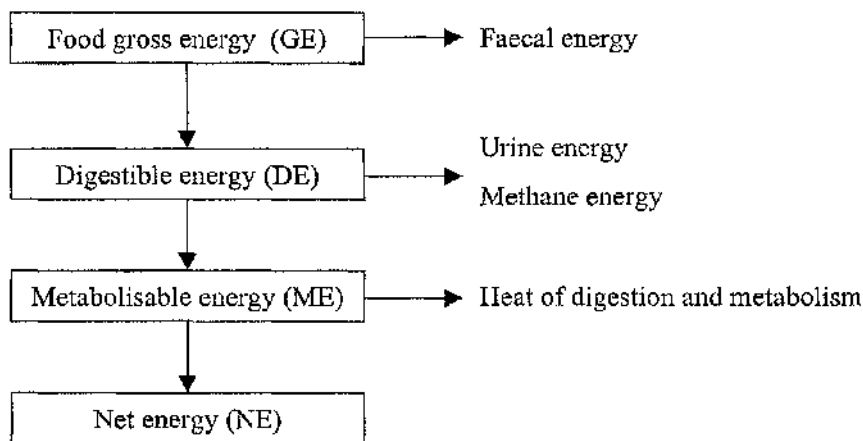 Food gross energy (GE)
Faecal energy
Digestible energy (DE)
Urine energy
Methane energy
Metabolisable energy (ME)
Heat of digestion and metabolism
Net energy (NE)